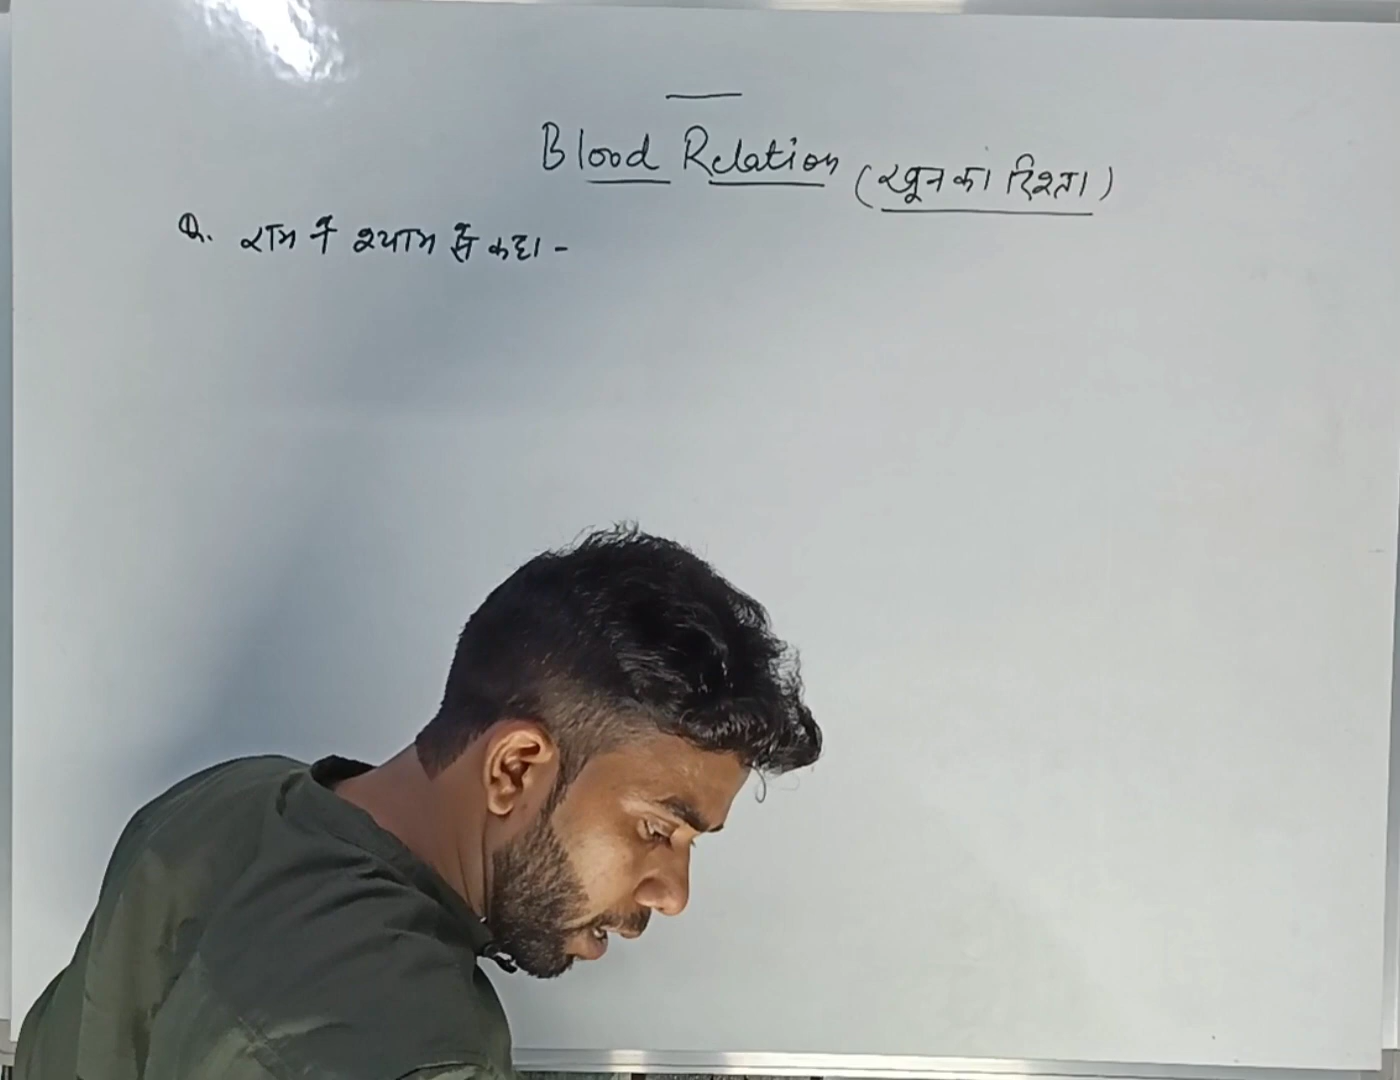 Blood Relation (खून का रिश्ता)
Q. राम ने श्याम से कहा -